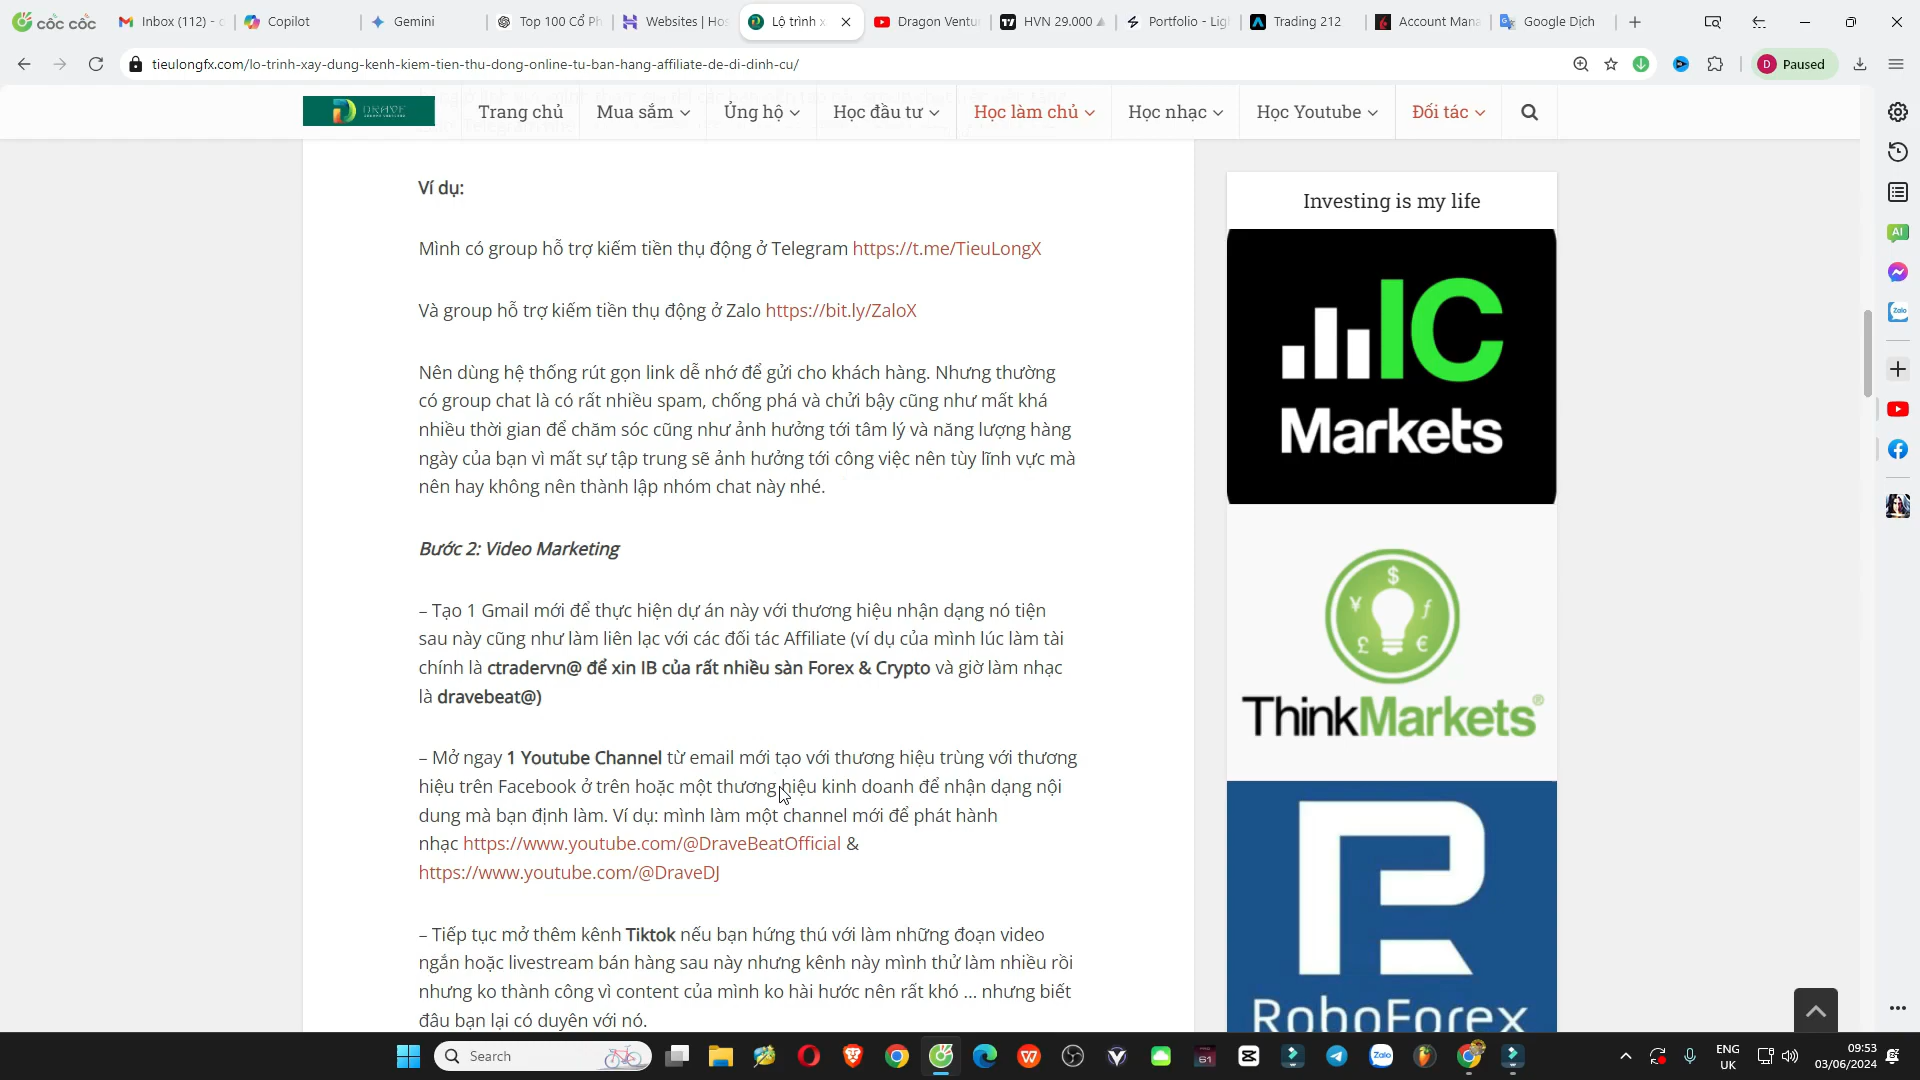 cốc cốc
Inbox (112) - c
Copilot
Gemini
Top 100 Cổ Ph
Websites | Hos
Lộ trình x
Dragon Ventu
HVN 29.000
Portfolio - Ligh
Trading 212
Account Mana
Google Dịch
tieulongfx.com/lo-trinh-xay-dung-kenh-kiem-tien-thu-dong-online-tu-ban-hang-affiliate-de-di-dinh-cu/
D Paused
DRAVE
Trang chủ
Mua sắm
Ủng hộ
Học đầu tư
Học làm chủ
Học nhạc
Học Youtube
Đối tác
Ví dụ:
Mình có group hỗ trợ kiếm tiền thụ động ở Telegram https://t.me/TieuLongX
Và group hỗ trợ kiếm tiền thụ động ở Zalo https://bit.ly/ZaloX
Nên dùng hệ thống rút gọn link dễ nhớ để gửi cho khách hàng. Nhưng thường
có group chat là có rất nhiều spam, chống phá và chửi bậy cũng như mất khá
nhiều thời gian để chăm sóc cũng như ảnh hưởng tới tâm lý và năng lượng hàng
ngày của bạn vì mất sự tập trung sẽ ảnh hưởng tới công việc nên tùy lĩnh vực mà
nên hay không nên thành lập nhóm chat này nhé.
Bước 2: Video Marketing
– Tạo 1 Gmail mới để thực hiện dự án này với thương hiệu nhận dạng nó tiện
sau này cũng như làm liên lạc với các đối tác Affiliate (ví dụ của mình lúc làm tài
chính là ctradervn@ để xin IB của rất nhiều sàn Forex & Crypto và giờ làm nhạc
là dravebeat@)
– Mở ngay 1 Youtube Channel từ email mới tạo với thương hiệu trùng với thương
hiệu trên Facebook ở trên hoặc một thương hiệu kinh doanh để nhận dạng nội
dung mà bạn định làm. Ví dụ: mình làm một channel mới để phát hành
nhạc https://www.youtube.com/@DraveBeatOfficial &
https://www.youtube.com/@DraveDJ
– Tiếp tục mở thêm kênh Tiktok nếu bạn hứng thú với làm những đoạn video
ngắn hoặc livestream bán hàng sau này nhưng kênh này mình thử làm nhiều rồi
nhưng ko thành công vì content của mình ko hài hước nên rất khó ... nhưng biết
đâu bạn lại có duyên với nó.
Investing is my life
IC
Markets
ThinkMarkets®
RoboForex
AI
Zalo
Search
Zalo
ENG
UK
09:53
03/06/2024